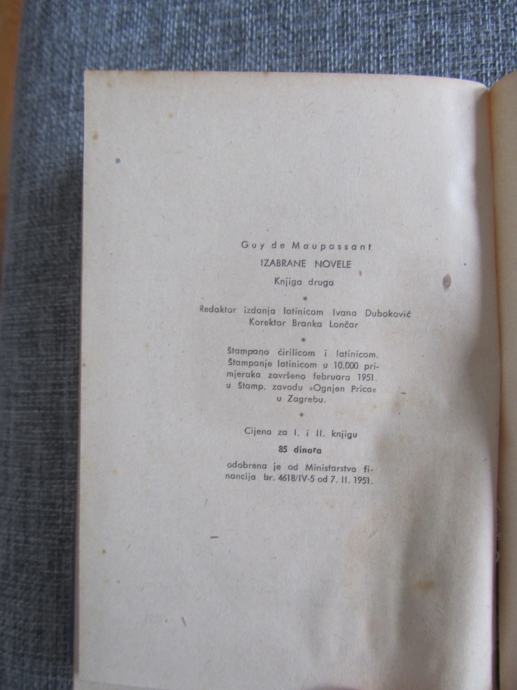 Guy de Maupassant
IZABRANE NOVELE
Knjiga druga
*
Redaktor izdanja latinicom Ivana Duboković
Korektor Branka Lončar
*
Štampano ćirilicom i latinicom.
Štampanje latinicom u 10.000 pri-
mjeraka završeno februara 1951.
u Štamp. zavodu »Ognjen Prica«
u Zagrebu.
*
Cijena za I. i II. knjigu
85 dinara
odobrena je od Ministarstva fi-
nancija br. 4618/IV-5 od 7. II. 1951.